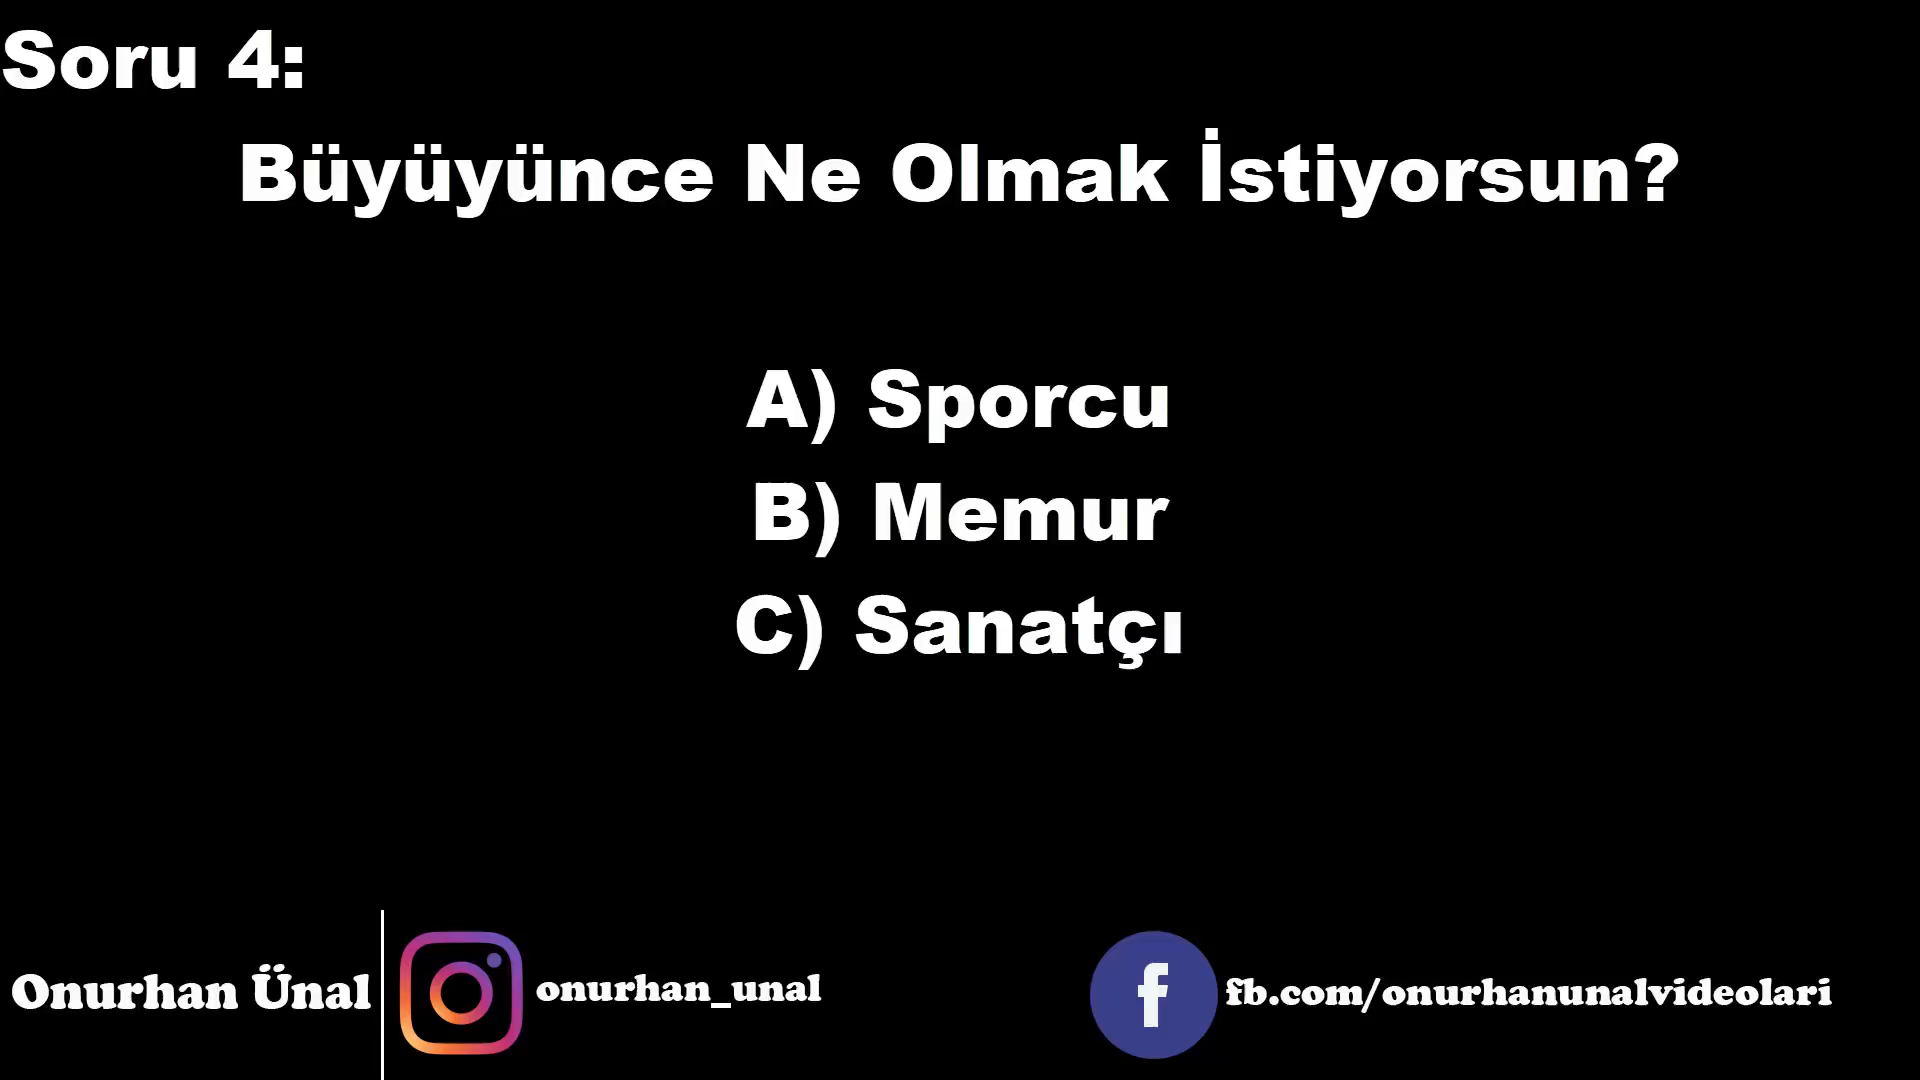 Soru 4:
Büyüyünce Ne Olmak İstiyorsun?
A) Sporcu
B) Memur
C) Sanatçı
Onurhan Ünal
onurhan_unal
fb.com/onurhanunalvideolari